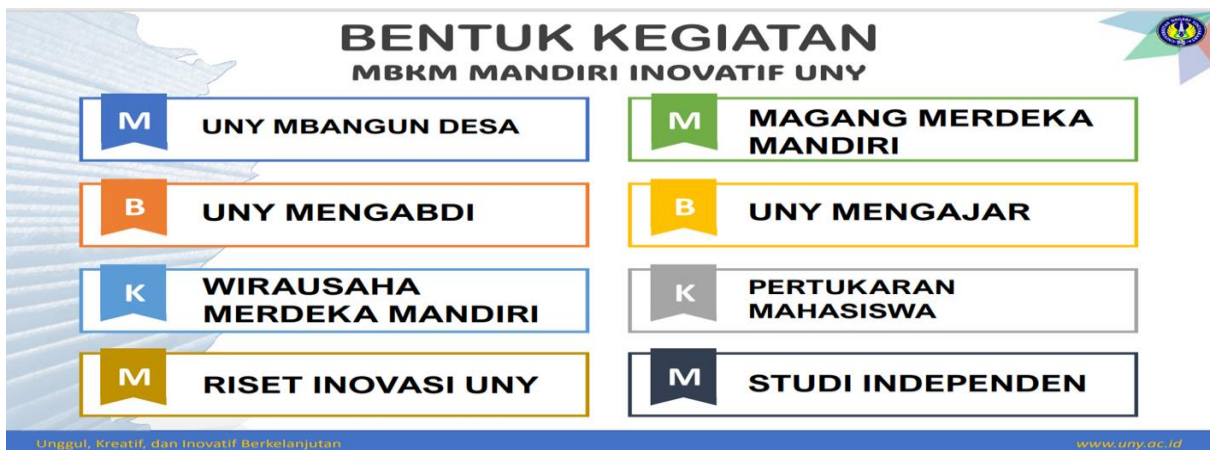 BENTUK KEGIATAN
MBKM MANDIRI INOVATIF UNY
M
UNY MBANGUN DESA
B
UNY MENGABDI
K
WIRAUSAHA
MERDEKA MANDIRI
M
RISET INOVASI UNY
M
MAGANG MERDEKA
MANDIRI
B
UNY MENGAJAR
K
PERTUKARAN
MAHASISWA
M
STUDI INDEPENDEN
Unggul, Kreatif, dan Inovatif Berkelanjutan
www.uny.ac.id